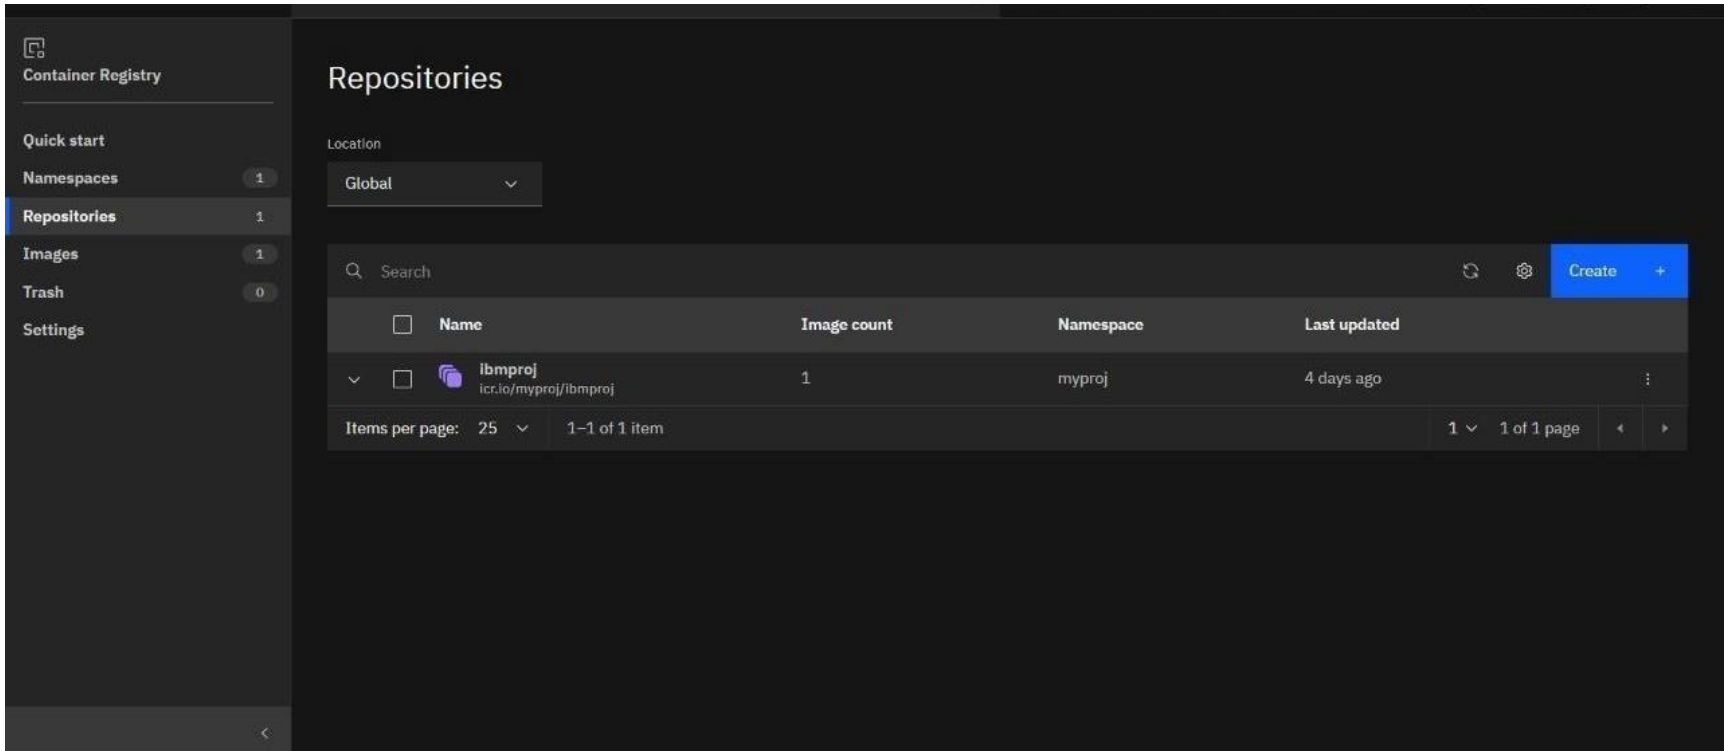 Container Registry
Quick start
Namespaces 1
Repositories 1
Images 1
Trash 0
Settings
Repositories
Location
Global
Search
Create +
Name Image count Namespace Last updated
ibmproj 1 myproj 4 days ago
icr.io/myproj/ibmproj
Items per page: 25 1–1 of 1 item 1 1 of 1 page